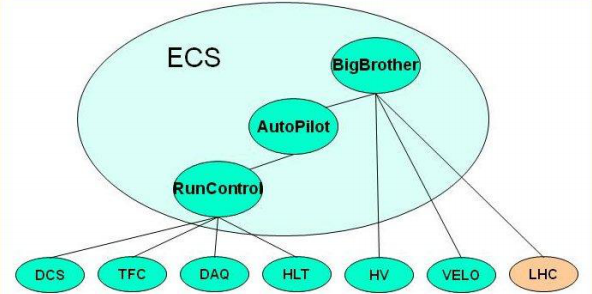 ECS
BigBrother
AutoPilot
RunControl
DCS
TFC
DAQ
HLT
HV
VELO
LHC